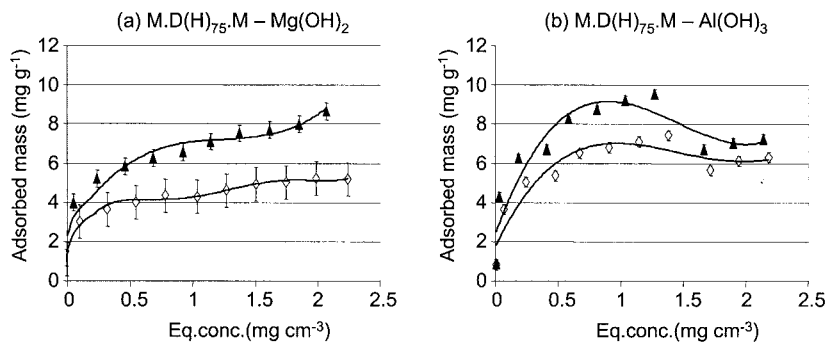 (a) M.D(H)75.M – Mg(OH)2
Adsorbed mass (mg g-1)
12
10
8
6
4
2
0
0 0.5 1 1.5 2 2.5
Eq.conc.(mg cm-3)
(b) M.D(H)75.M – Al(OH)3
Adsorbed mass (mg g-1)
12
10
8
6
4
2
0
0 0.5 1 1.5 2 2.5
Eq.conc.(mg cm-3)